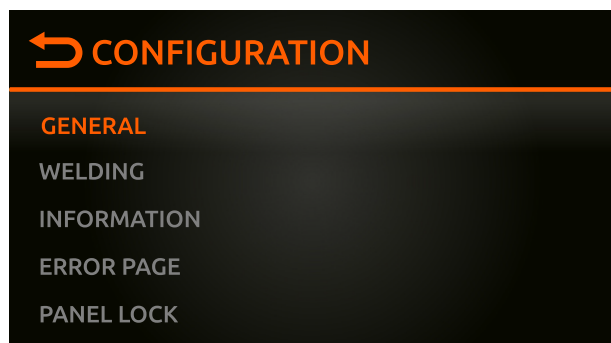 CONFIGURATION
GENERAL
WELDING
INFORMATION
ERROR PAGE
PANEL LOCK